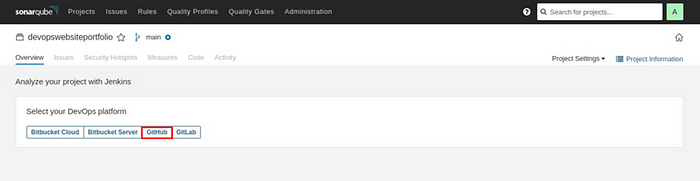 sonarqube Projects Issues Rules Quality Profiles Quality Gates Administration ? Search for projects... A
devopswebsiteportfolio main
Overview Issues Security Hotspots Measures Code Activity Project Settings Project Information
Analyze your project with Jenkins
Select your DevOps platform
Bitbucket Cloud Bitbucket Server GitHub GitLab